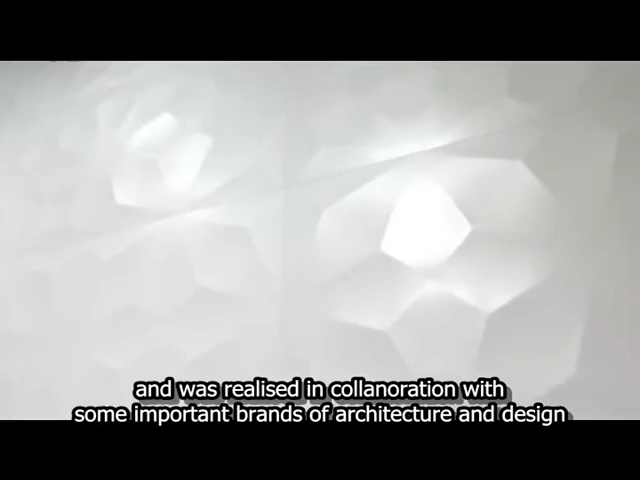 and was realised in collanoration with
some important brands of architecture and design